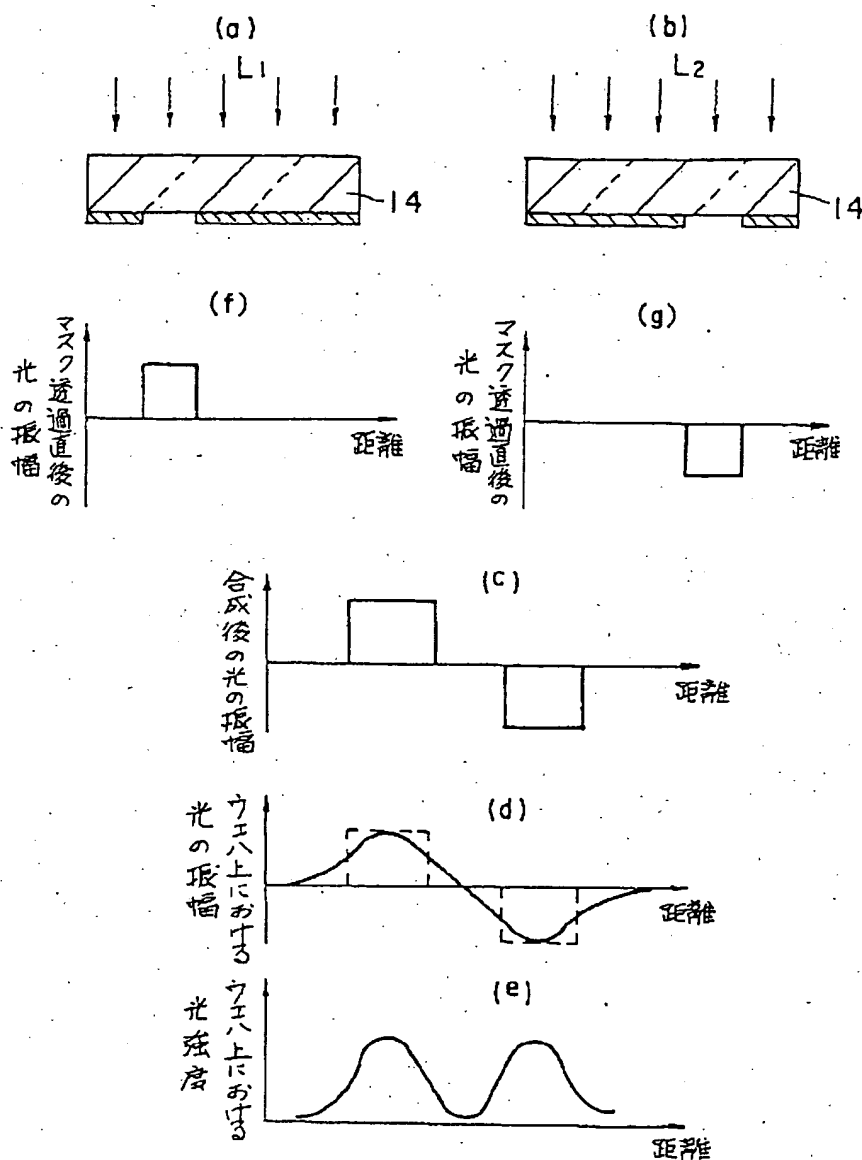 (a)
L1
14
(b)
L2
14
(f)
マスク透過直後の
光の振幅
距離
(g)
マスク透過直後の
光の振幅
距離
(c)
合成後の光の振幅
距離
(d)
ウエハ上における
光の振幅
距離
(e)
ウエハ上における
光強度
距離